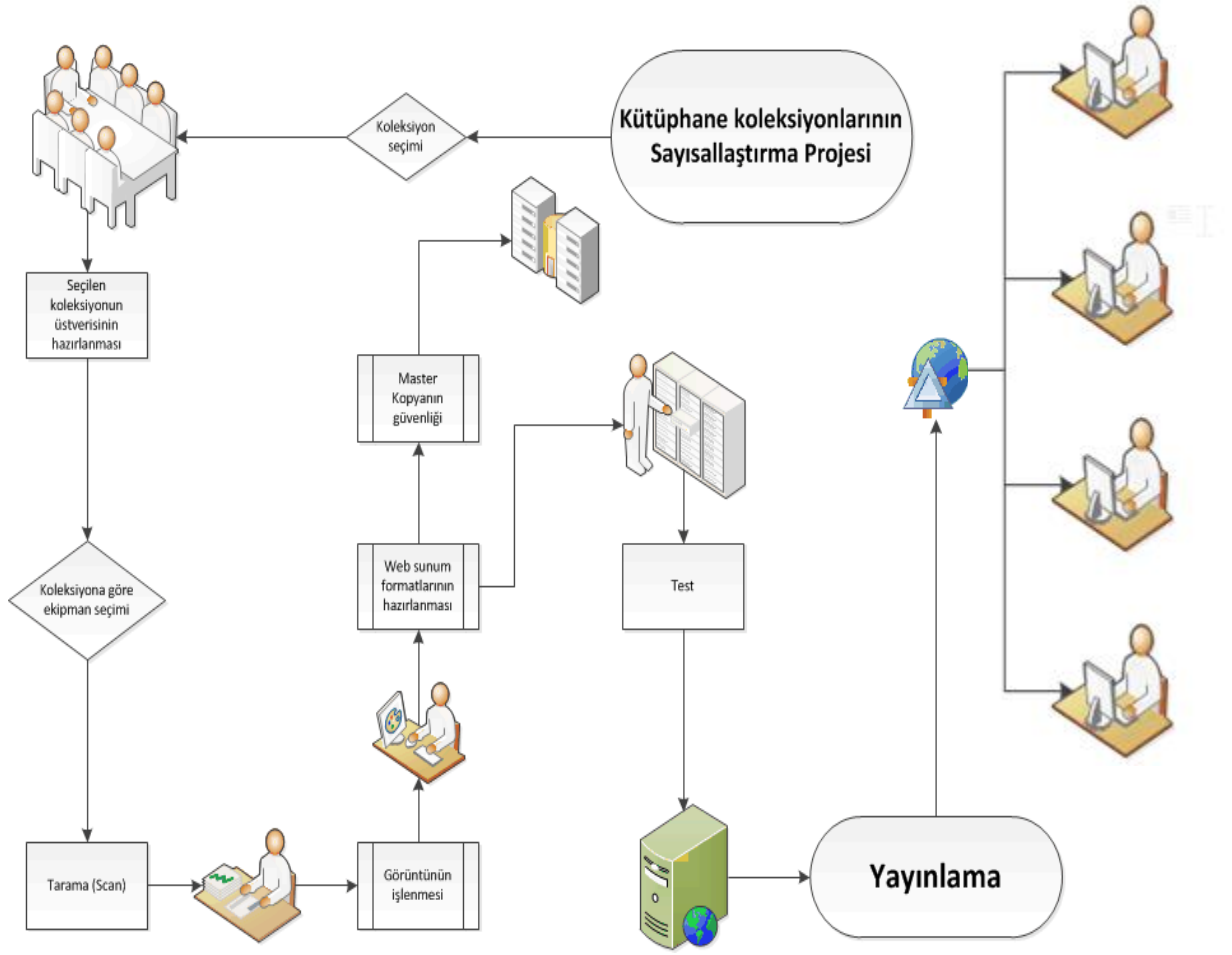 Kütüphane koleksiyonlarının
Sayısallaştırma Projesi
Koleksiyon
seçimi
Seçilen
koleksiyonun
üstverisinin
hazırlanması
Koleksiyona göre
ekipman seçimi
Tarama (Scan)
Görüntünün
işlenmesi
Web sunum
formatlarının
hazırlanması
Master
Kopyanın
güvenliği
Test
Yayınlama